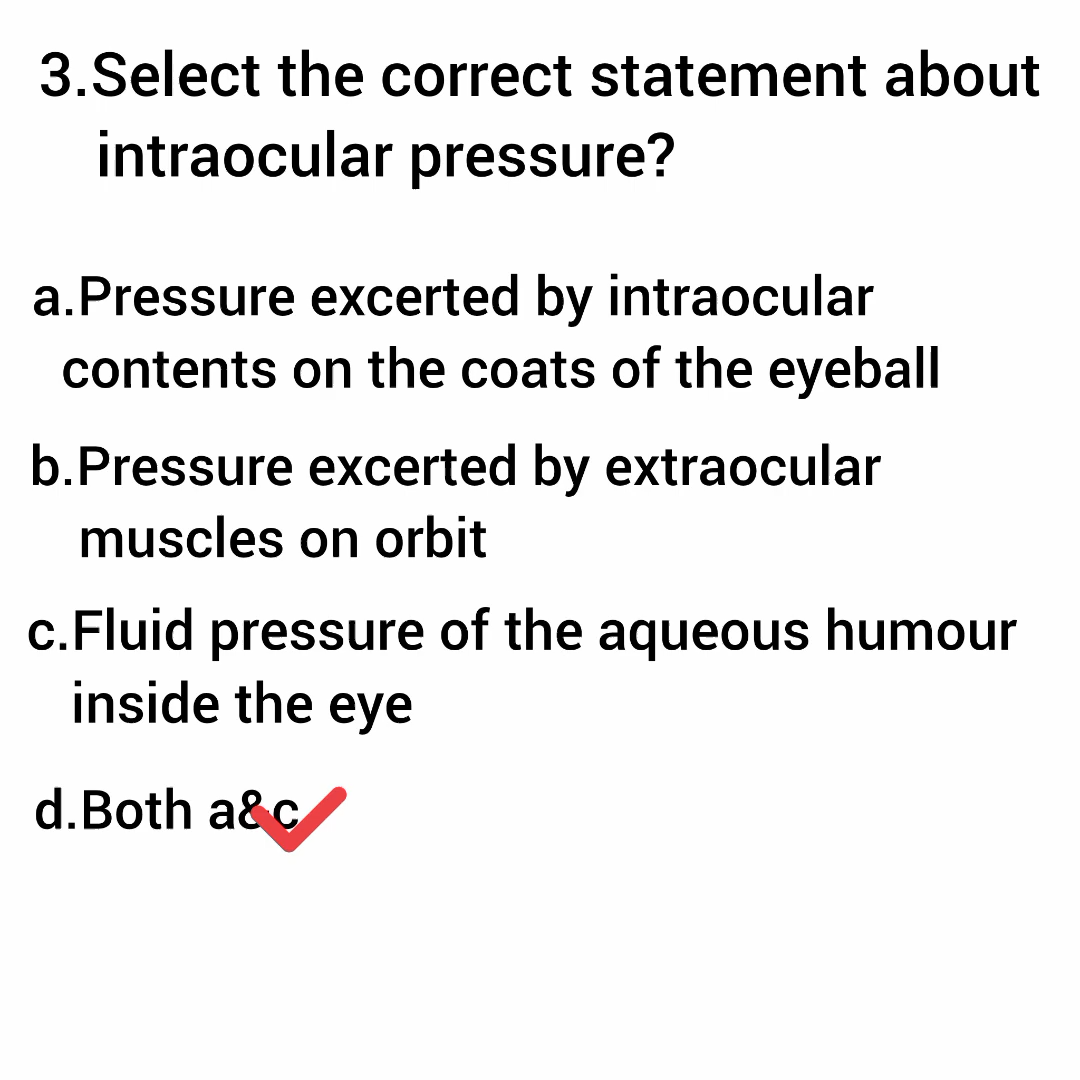 3.Select the correct statement about
intraocular pressure?
a.Pressure excerted by intraocular
contents on the coats of the eyeball
b.Pressure excerted by extraocular
muscles on orbit
c.Fluid pressure of the aqueous humour
inside the eye
d.Both a&c